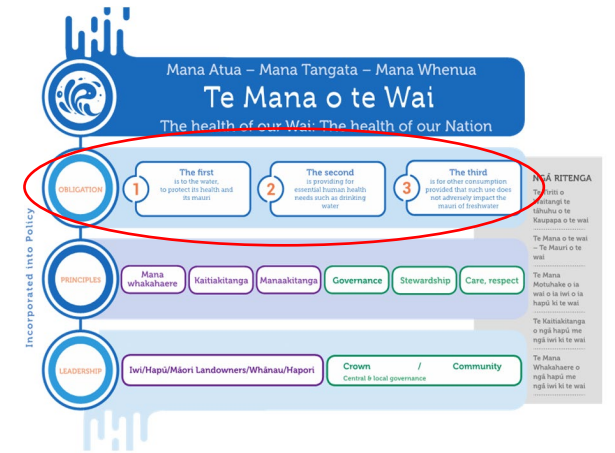 Mana Atua – Mana Tangata – Mana Whenua
Te Mana o te Wai
The health of our Wai: The health of our Nation
OBLIGATION
1
The first
is to the water,
to protect its health and
its mauri
2
The second
is providing for
essential human health
needs such as drinking
water
3
The third
is for other consumption
provided that such use does
not adversely impact the
mauri of freshwater
PRINCIPLES
Mana
whakahaere
Kaitiakitanga
Manaakitanga
Governance
Stewardship
Care, respect
LEADERSHIP
Iwi/Hapū/Māori Landowners/Whānau/Hapori
Crown / Community
Central & local governance
Incorporated into Policy
NGĀ RITENGA
Te Tiriti o
Waitangi te
tāhuhu o te
Kaupapa o te wai
Te Mana o te wai
– Te Mauri o te
wai
Te Mana
Motuhake o ia
wai o ia iwi o ia
hapū ki te wai
Te Kaitiakitanga
o ngā hapū me
ngā iwi ki te wai
Te Mana
Whakahaere o
ngā hapū me
ngā iwi ki te wai